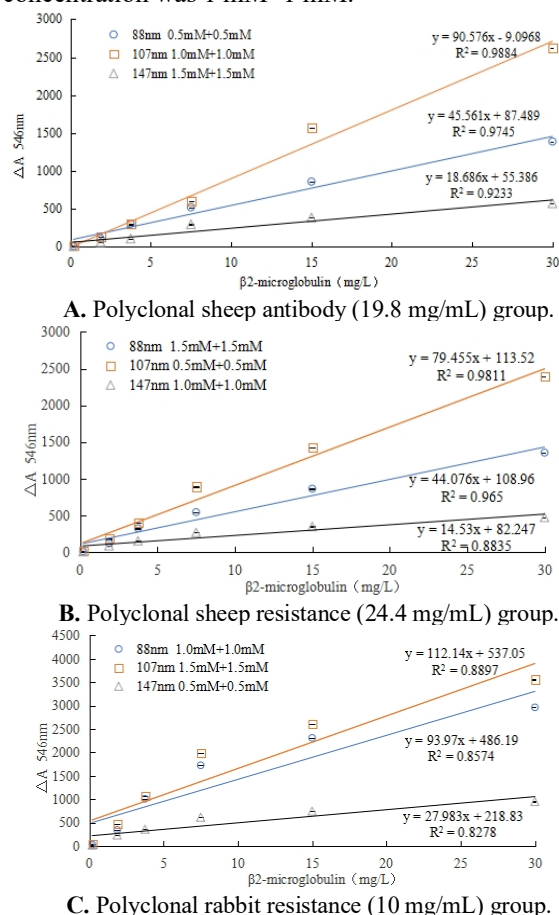 concentration was 1 mM+1 mM.
3000
2500
2000
1500
1000
500
0
△A 546nm
88nm 0.5mM+0.5mM
107nm 1.0mM+1.0mM
147nm 1.5mM+1.5mM
y = 90.576x - 9.0968
R² = 0.9884
y = 45.561x + 87.489
R² = 0.9745
y = 18.686x + 55.386
R² = 0.9233
0 5 10 15 20 25 30
β2-microglobulin（mg/L）
A. Polyclonal sheep antibody (19.8 mg/mL) group.
3000
2500
2000
1500
1000
500
0
△A 546nm
88nm 1.5mM+1.5mM
107nm 0.5mM+0.5mM
147nm 1.0mM+1.0mM
y = 79.455x + 113.52
R² = 0.9811
y = 44.076x + 108.96
R² = 0.965
y = 14.53x + 82.247
R² = 0.8835
0 5 10 15 20 25 30
β2-microglobulin（mg/L）
B. Polyclonal sheep resistance (24.4 mg/mL) group.
4500
4000
3500
3000
2500
2000
1500
1000
500
0
△A 546nm
88nm 1.0mM+1.0mM
107nm 1.5mM+1.5mM
147nm 0.5mM+0.5mM
y = 112.14x + 537.05
R² = 0.8897
y = 93.97x + 486.19
R² = 0.8574
y = 27.983x + 218.83
R² = 0.8278
0 5 10 15 20 25 30
β2-microglobulin（mg/L）
C. Polyclonal rabbit resistance (10 mg/mL) group.